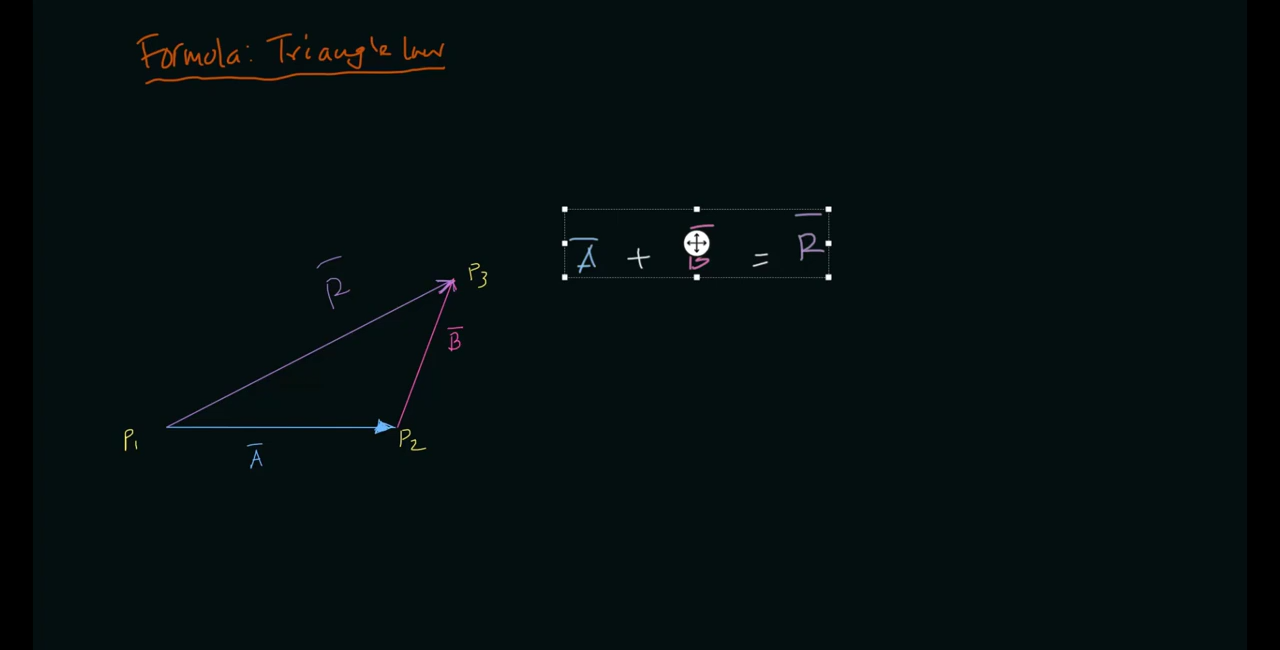 Formula: Triangle law
A̅ + B̅ = R̅
R̅
P3
B̅
P1
P2
A̅